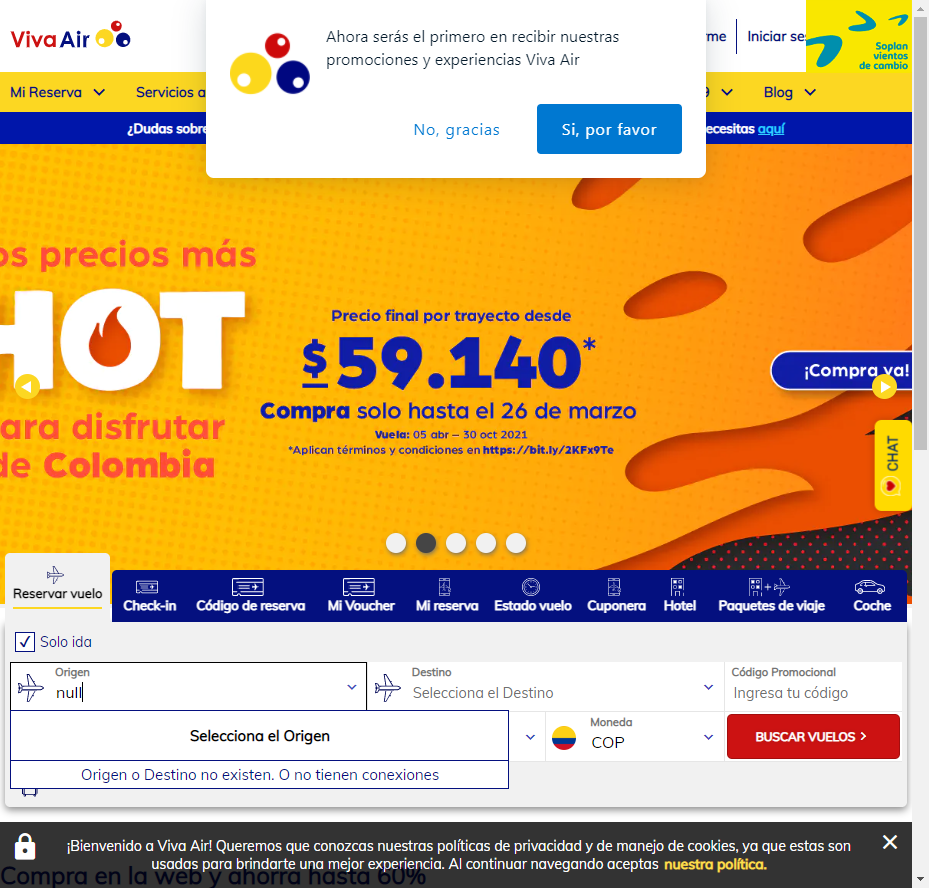 Viva Air
Ahora serás el primero en recibir nuestras
promociones y experiencias Viva Air
No, gracias
Si, por favor
me
Iniciar se
Soplan
vientos
de cambio
Mi Reserva
Servicios a
9
Blog
¿Dudas sobre
ecesitas aquí
os precios más
HOT
ara disfrutar
de Colombia
Precio final por trayecto desde
$59.140*
Compra solo hasta el 26 de marzo
Vuela: 05 abr – 30 oct 2021
*Aplican términos y condiciones en https://bit.ly/2KFx9Te
¡Compra ya!
CHAT
Reservar vuelo
Check-in
Código de reserva
Mi Voucher
Mi reserva
Estado vuelo
Cuponera
Hotel
Paquetes de viaje
Coche
Solo ida
Origen
null
Destino
Selecciona el Destino
Código Promocional
Ingresa tu código
Selecciona el Origen
Origen o Destino no existen. O no tienen conexiones
Moneda
COP
BUSCAR VUELOS >
¡Bienvenido a Viva Air! Queremos que conozcas nuestras políticas de privacidad y de manejo de cookies, ya que estas son
usadas para brindarte una mejor experiencia. Al continuar navegando aceptas nuestra política.
Compra en la web y ahorra hasta 60%